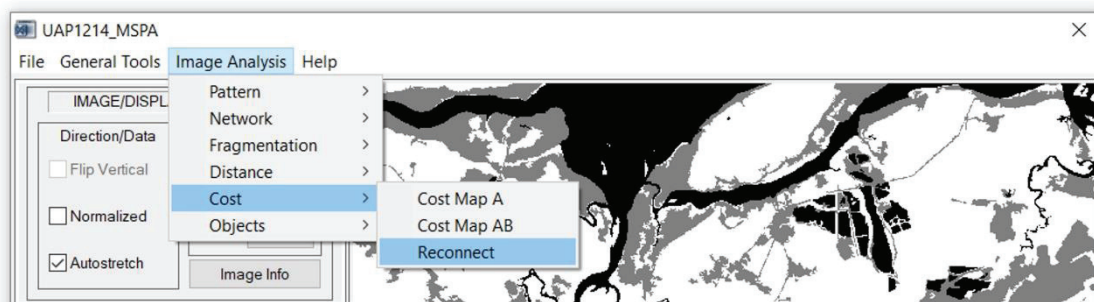 UAP1214_MSPA
File General Tools Image Analysis Help
IMAGE/DISPL
Direction/Data
Flip Vertical
Normalized
Autostretch
Pattern
Network
Fragmentation
Distance
Cost
Objects
Cost Map A
Cost Map AB
Reconnect
Image Info